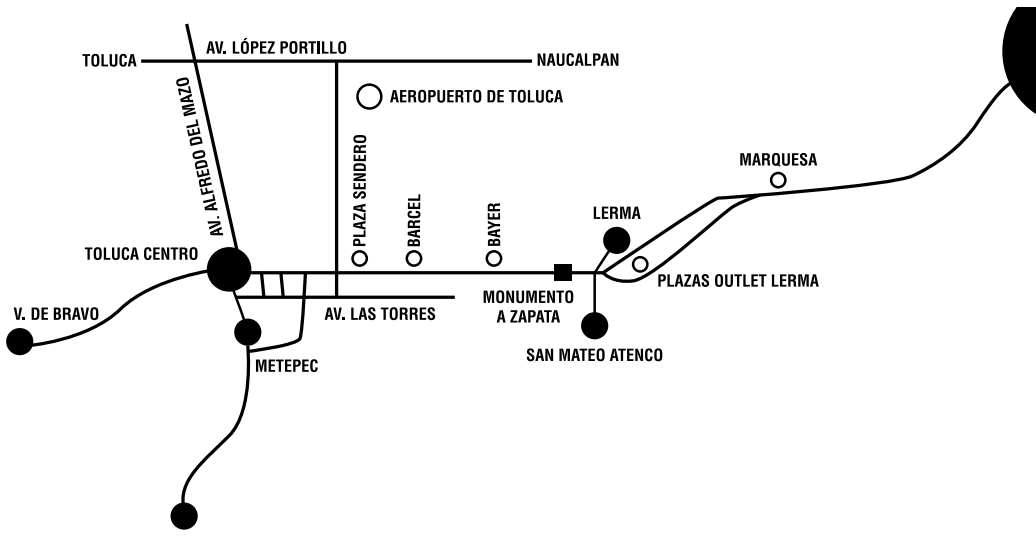 AV. LÓPEZ PORTILLO
TOLUCA
NAUCALPAN
AV. ALFREDO DEL MAZO
AEROPUERTO DE TOLUCA
PLAZA SENDERO
BARCEL
BAYER
MARQUESA
LERMA
TOLUCA CENTRO
PLAZAS OUTLET LERMA
MONUMENTO
A ZAPATA
V. DE BRAVO
AV. LAS TORRES
SAN MATEO ATENCO
METEPEC